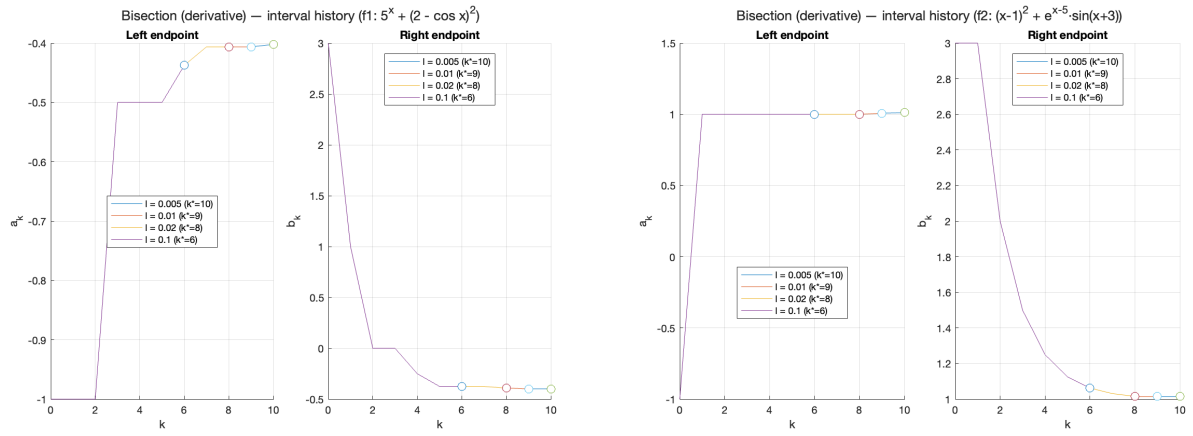 Bisection (derivative) — interval history (f1: 5^x + (2 - cos x)^2)
Left endpoint
-0.4
-0.5
-0.6
-0.7
-0.8
-0.9
-1
a_k
l = 0.005 (k*=10)
l = 0.01 (k*=9)
l = 0.02 (k*=8)
l = 0.1 (k*=6)
0 2 4 6 8 10
k
Right endpoint
3
2.5
2
1.5
1
0.5
0
-0.5
b_k
l = 0.005 (k*=10)
l = 0.01 (k*=9)
l = 0.02 (k*=8)
l = 0.1 (k*=6)
0 2 4 6 8 10
k
Bisection (derivative) — interval history (f2: (x-1)^2 + e^{x-5}·sin(x+3))
Left endpoint
1.5
1
0.5
0
-0.5
-1
a_k
l = 0.005 (k*=10)
l = 0.01 (k*=9)
l = 0.02 (k*=8)
l = 0.1 (k*=6)
0 2 4 6 8 10
k
Right endpoint
3
2.8
2.6
2.4
2.2
2
1.8
1.6
1.4
1.2
1
b_k
l = 0.005 (k*=10)
l = 0.01 (k*=9)
l = 0.02 (k*=8)
l = 0.1 (k*=6)
0 2 4 6 8 10
k